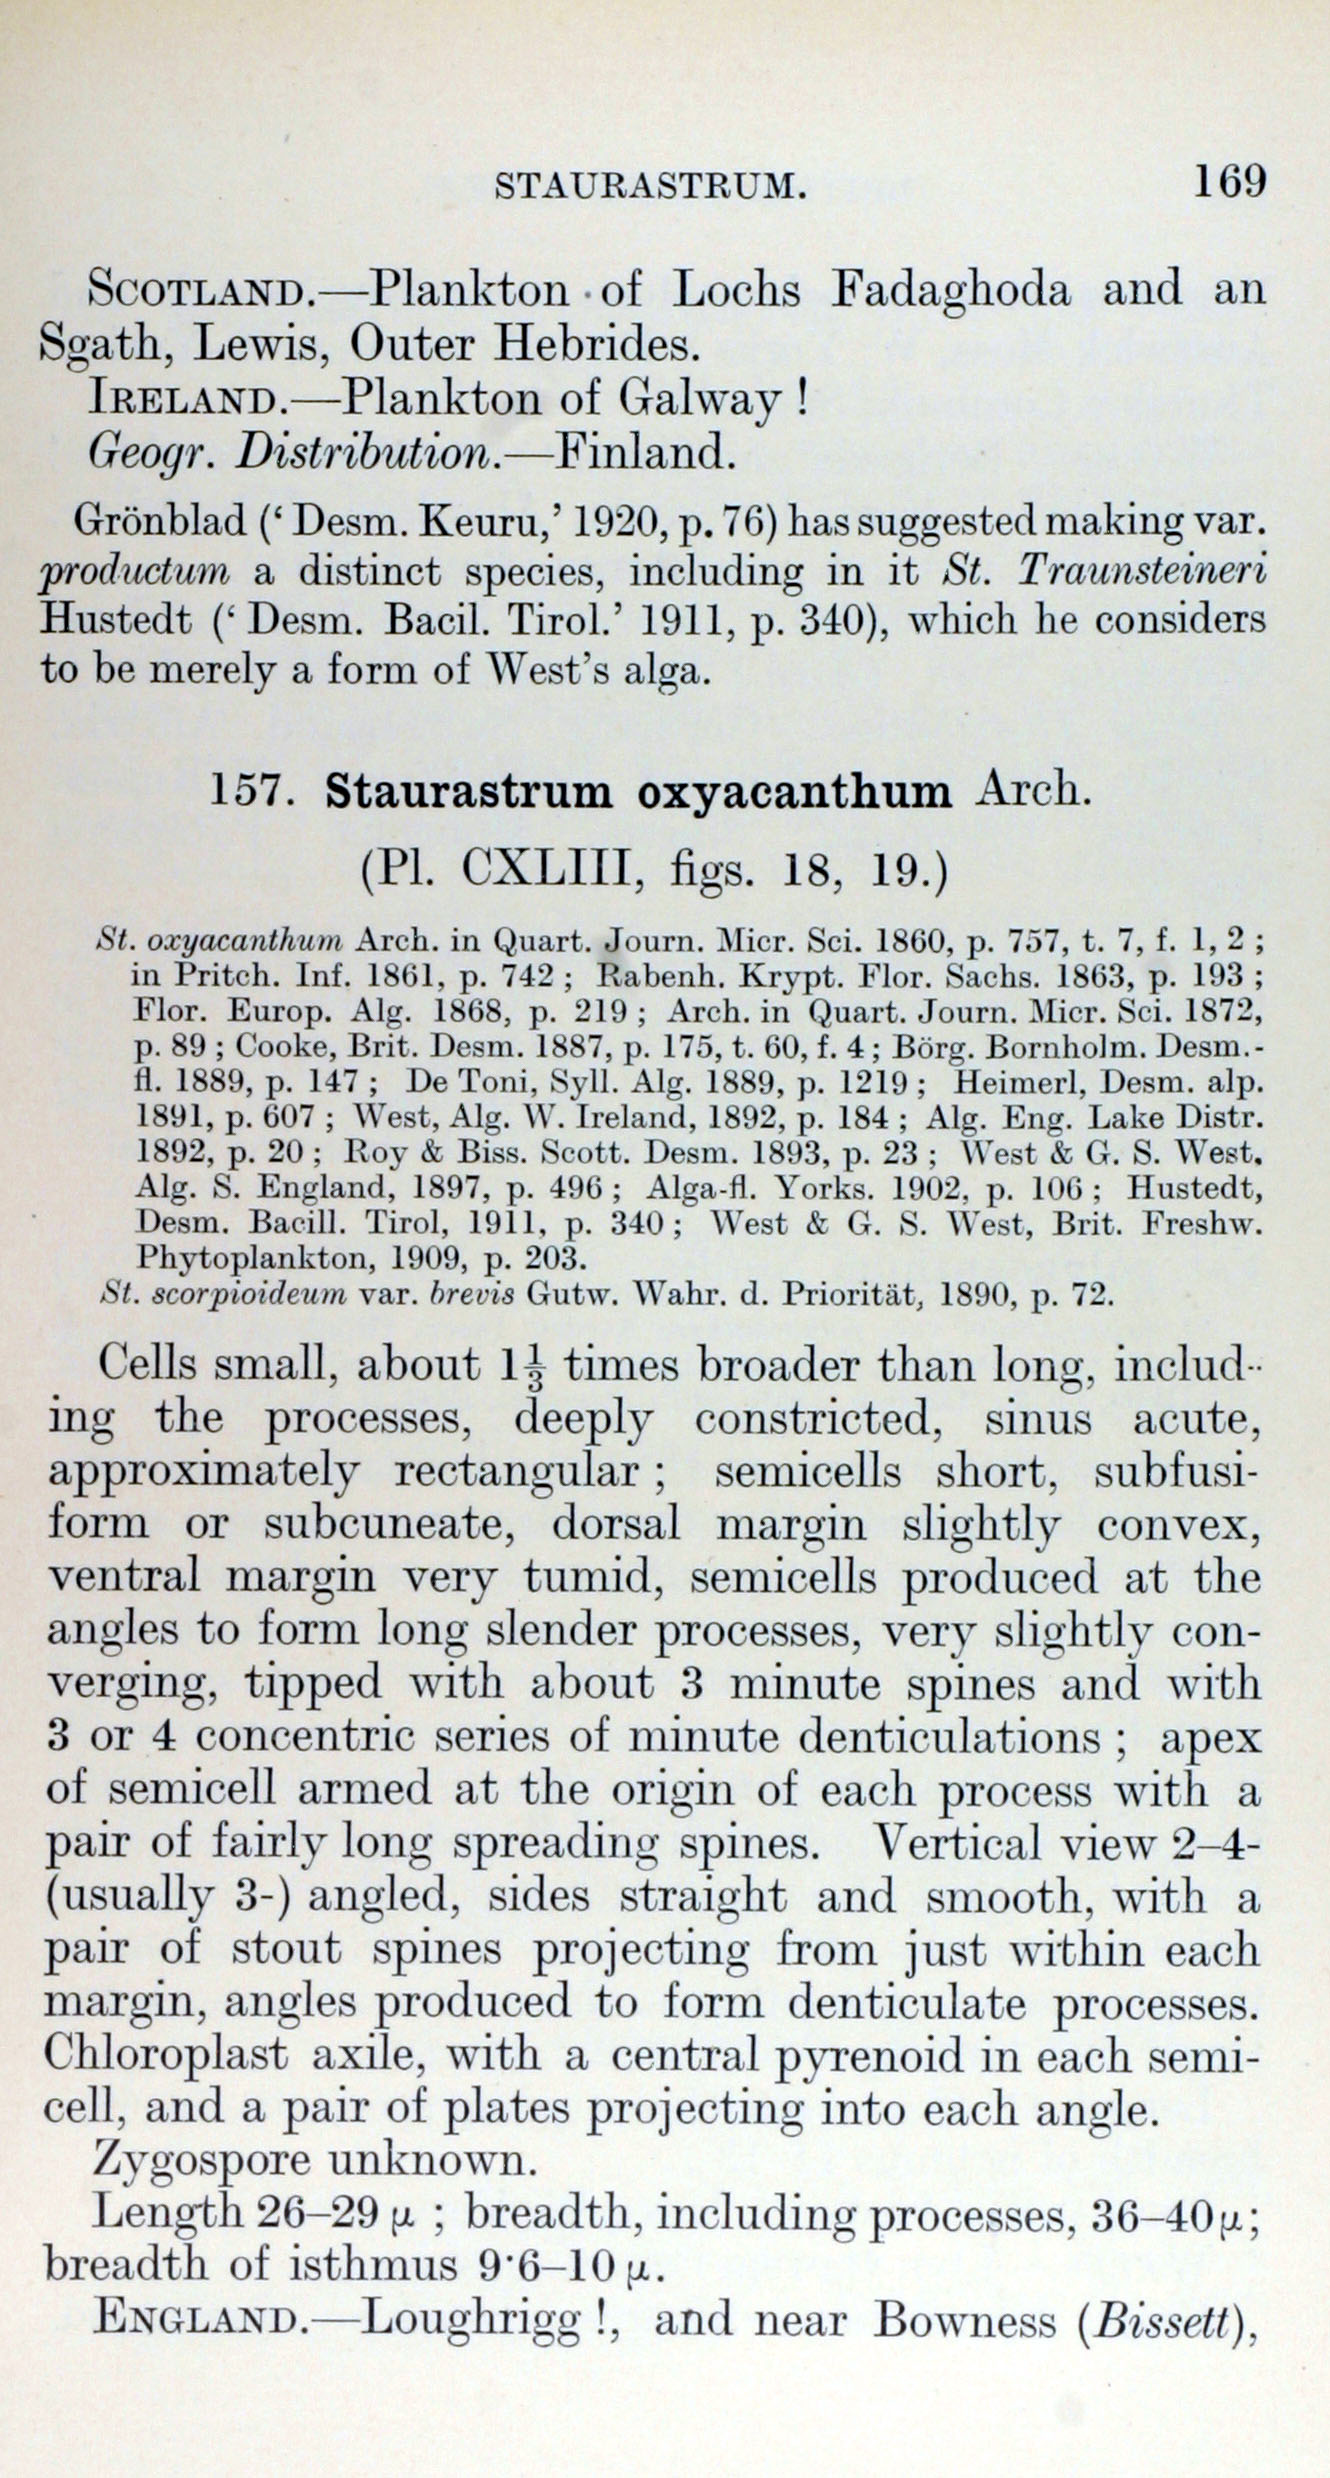 STAURASTRUM. 169
SCOTLAND.—Plankton of Lochs Fadaghoda and an
Sgath, Lewis, Outer Hebrides.
IRELAND.—Plankton of Galway !
Geogr. Distribution.—Finland.
Grönblad (‘ Desm. Keuru,’ 1920, p. 76) has suggested making var.
productum a distinct species, including in it St. Traunsteineri
Hustedt (‘ Desm. Bacil. Tirol.’ 1911, p. 340), which he considers
to be merely a form of West’s alga.
157. Staurastrum oxyacanthum Arch.
(Pl. CXLIII, figs. 18, 19.)
St. oxyacanthum Arch. in Quart. Journ. Micr. Sci. 1860, p. 757, t. 7, f. 1, 2 ;
in Pritch. Inf. 1861, p. 742 ; Rabenh. Krypt. Flor. Sachs. 1863, p. 193 ;
Flor. Europ. Alg. 1868, p. 219 ; Arch. in Quart. Journ. Micr. Sci. 1872,
p. 89 ; Cooke, Brit. Desm. 1887, p. 175, t. 60, f. 4 ; Börg. Bornholm. Desm.-
fl. 1889, p. 147 ; De Toni, Syll. Alg. 1889, p. 1219 ; Heimerl, Desm. alp.
1891, p. 607 ; West, Alg. W. Ireland, 1892, p. 184 ; Alg. Eng. Lake Distr.
1892, p. 20 ; Roy & Biss. Scott. Desm. 1893, p. 23 ; West & G. S. West,
Alg. S. England, 1897, p. 496 ; Alga-fl. Yorks. 1902, p. 106 ; Hustedt,
Desm. Bacill. Tirol, 1911, p. 340 ; West & G. S. West, Brit. Freshw.
Phytoplankton, 1909, p. 203.
St. scorpioideum var. brevis Gutw. Wahr. d. Priorität, 1890, p. 72.
Cells small, about 1⅓ times broader than long, includ-
ing the processes, deeply constricted, sinus acute,
approximately rectangular ; semicells short, subfusi-
form or subcuneate, dorsal margin slightly convex,
ventral margin very tumid, semicells produced at the
angles to form long slender processes, very slightly con-
verging, tipped with about 3 minute spines and with
3 or 4 concentric series of minute denticulations ; apex
of semicell armed at the origin of each process with a
pair of fairly long spreading spines. Vertical view 2–4-
(usually 3-) angled, sides straight and smooth, with a
pair of stout spines projecting from just within each
margin, angles produced to form denticulate processes.
Chloroplast axile, with a central pyrenoid in each semi-
cell, and a pair of plates projecting into each angle.
Zygospore unknown.
Length 26–29 μ ; breadth, including processes, 36–40 μ;
breadth of isthmus 9·6–10 μ.
ENGLAND.—Loughrigg !, and near Bowness (Bissett),